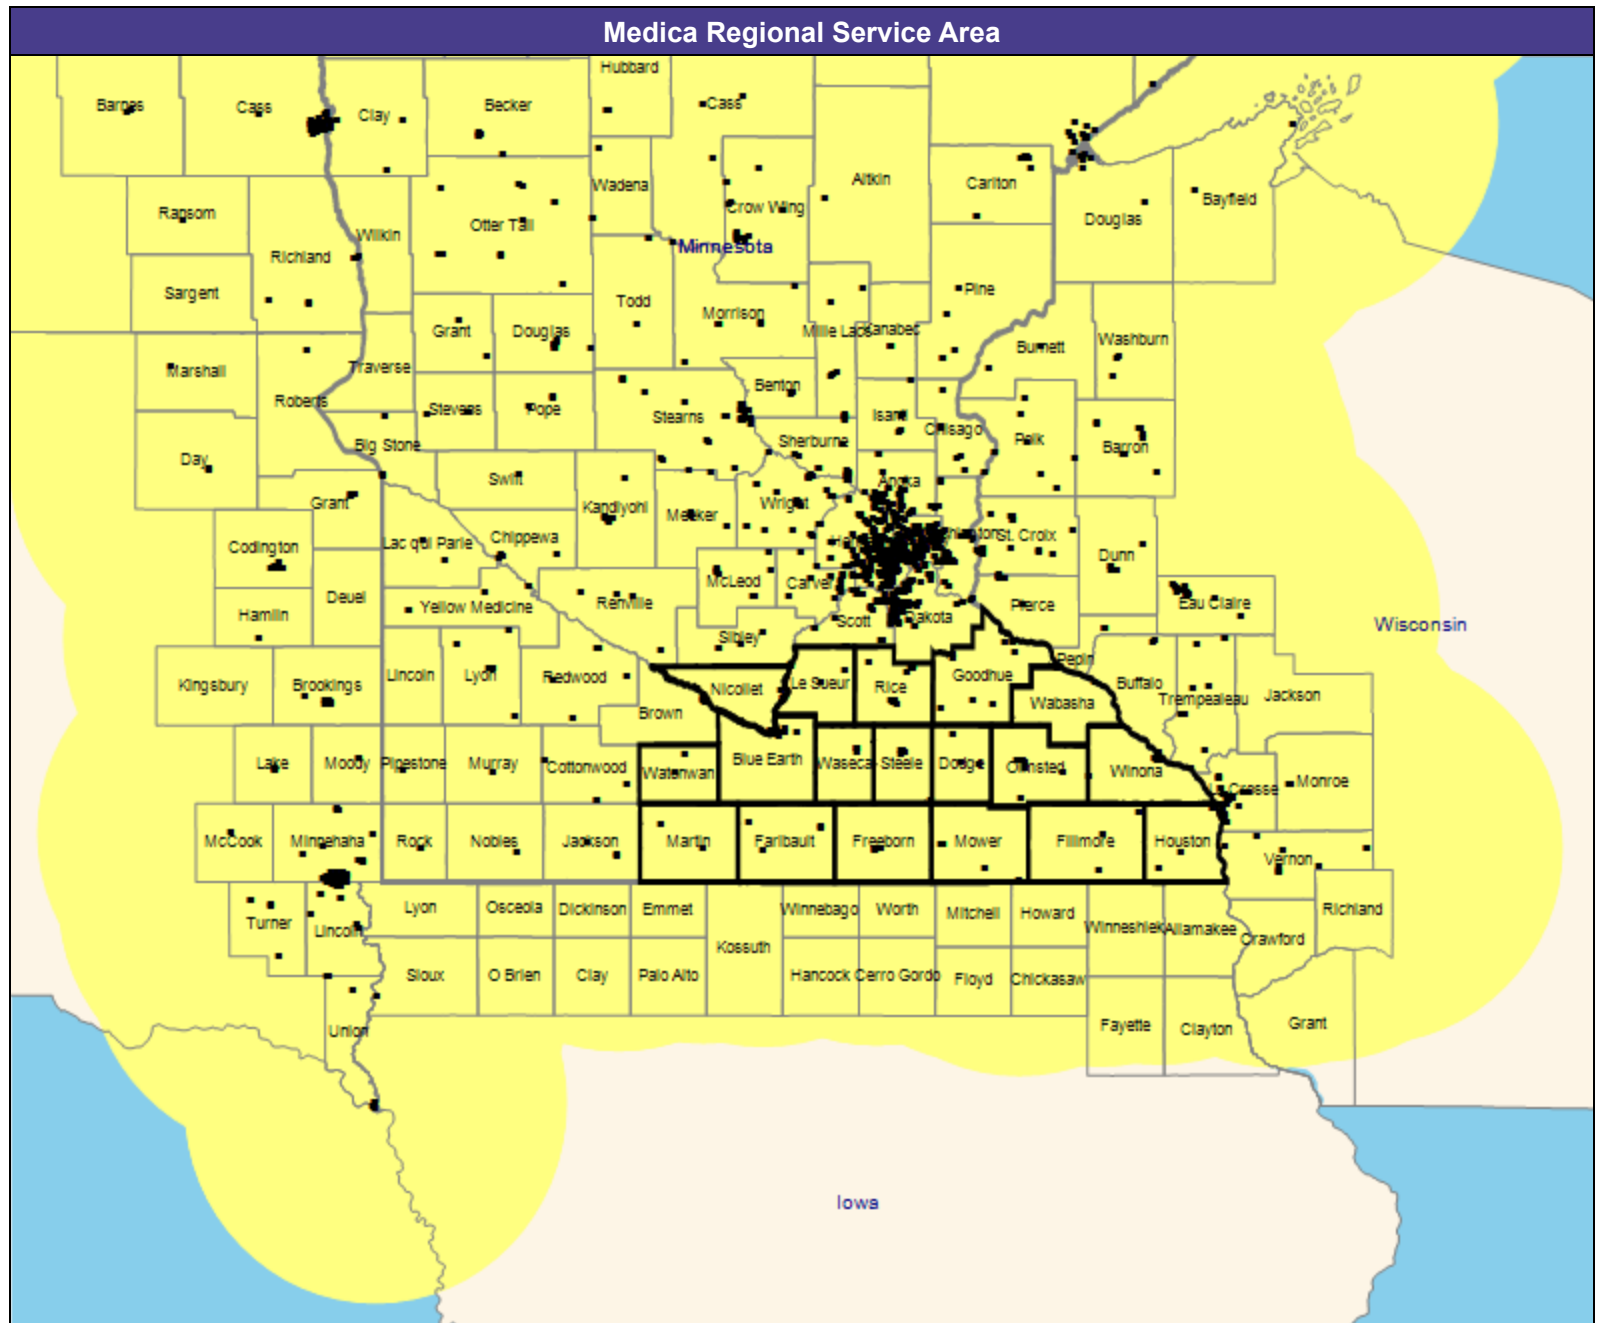 Medica Regional Service Area
Hubbard
Barnes
Cass
Clay
Becker
Cass
Wadena
Crow Wing
Aitkin
Carlton
Ransom
Wilkin
Otter Tail
Douglas
Bayfield
Minnesota
Richland
Sargent
Todd
Morrison
Pine
Grant
Douglas
Mille Lacs
Kanabec
Burnett
Washburn
Marshall
Traverse
Roberts
Benton
Stevens
Pope
Stearns
Isanti
Chisago
Polk
Barron
Big Stone
Sherburne
Day
Swift
Anoka
Grant
Kandiyohi
Meeker
Wright
Codington
Lac qui Parle
Chippewa
St. Croix
Dunn
McLeod
Carver
Deuel
Yellow Medicine
Renville
Hamlin
Scott
Dakota
Pierce
Eau Claire
Sibley
Wisconsin
Pepin
Kingsbury
Brookings
Lincoln
Lyon
Redwood
Nicollet
Le Sueur
Rice
Goodhue
Buffalo
Trempealeau
Jackson
Brown
Wabasha
Lake
Moody
Pipestone
Murray
Cottonwood
Watonwan
Blue Earth
Waseca
Steele
Dodge
Olmsted
Winona
La Crosse
Monroe
McCook
Minnehaha
Rock
Nobles
Jackson
Martin
Faribault
Freeborn
Mower
Fillmore
Houston
Vernon
Turner
Lincoln
Lyon
Osceola
Dickinson
Emmet
Kossuth
Winnebago
Worth
Mitchell
Howard
Winneshiek
Allamakee
Crawford
Richland
Sioux
O Brien
Clay
Palo Alto
Hancock
Cerro Gordo
Floyd
Chickasaw
Union
Fayette
Clayton
Grant
Iowa